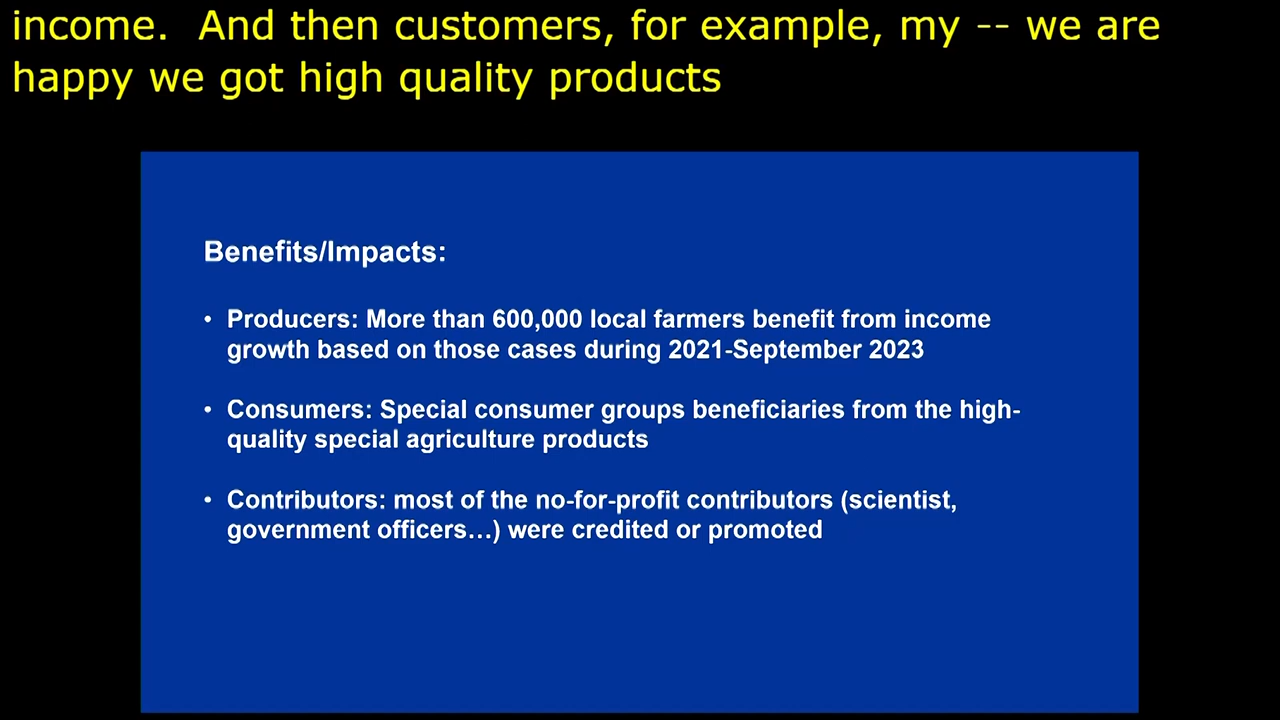 income.  And then customers, for example, my -- we are
happy we got high quality products
Benefits/Impacts:
• Producers: More than 600,000 local farmers benefit from income
growth based on those cases during 2021-September 2023
• Consumers: Special consumer groups beneficiaries from the high-
quality special agriculture products
• Contributors: most of the no-for-profit contributors (scientist,
government officers…) were credited or promoted